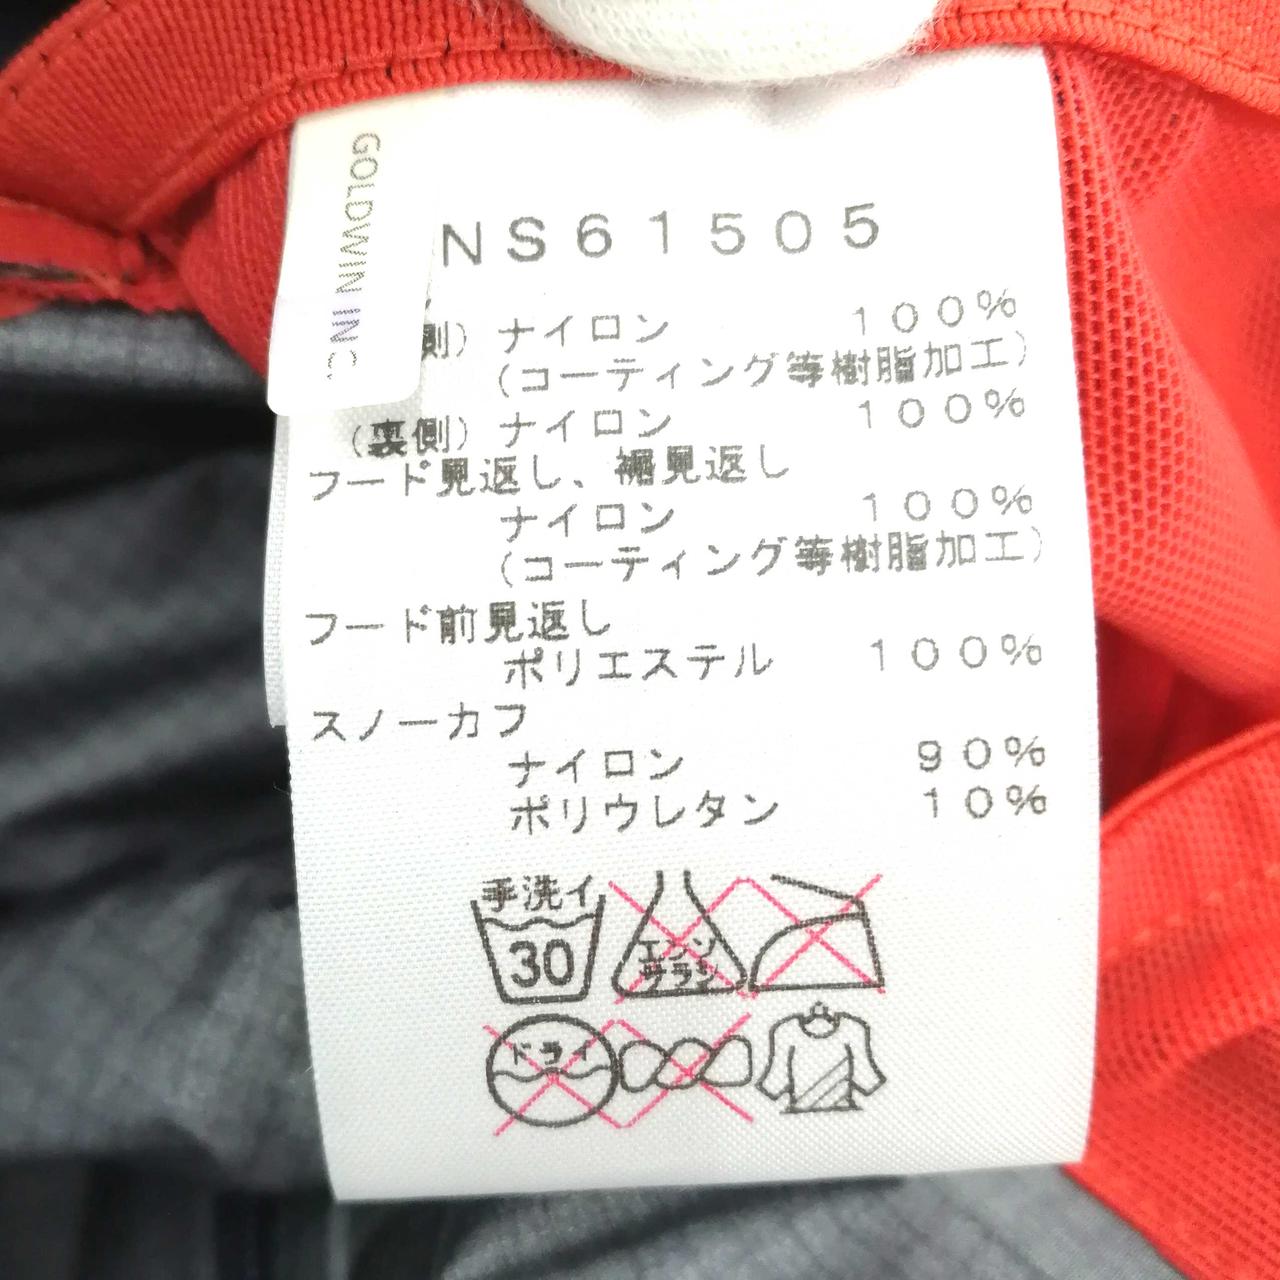 GOLDWIN INC.
NS61505
側) ナイロン 100%
(コーティング等樹脂加工)
(裏側) ナイロン 100%
フード見返し、裾見返し
ナイロン 100%
(コーティング等樹脂加工)
フード前見返し
ポリエステル 100%
スノーカフ
ナイロン 90%
ポリウレタン 10%
手洗イ
30
エンソ
サラシ
ドライ